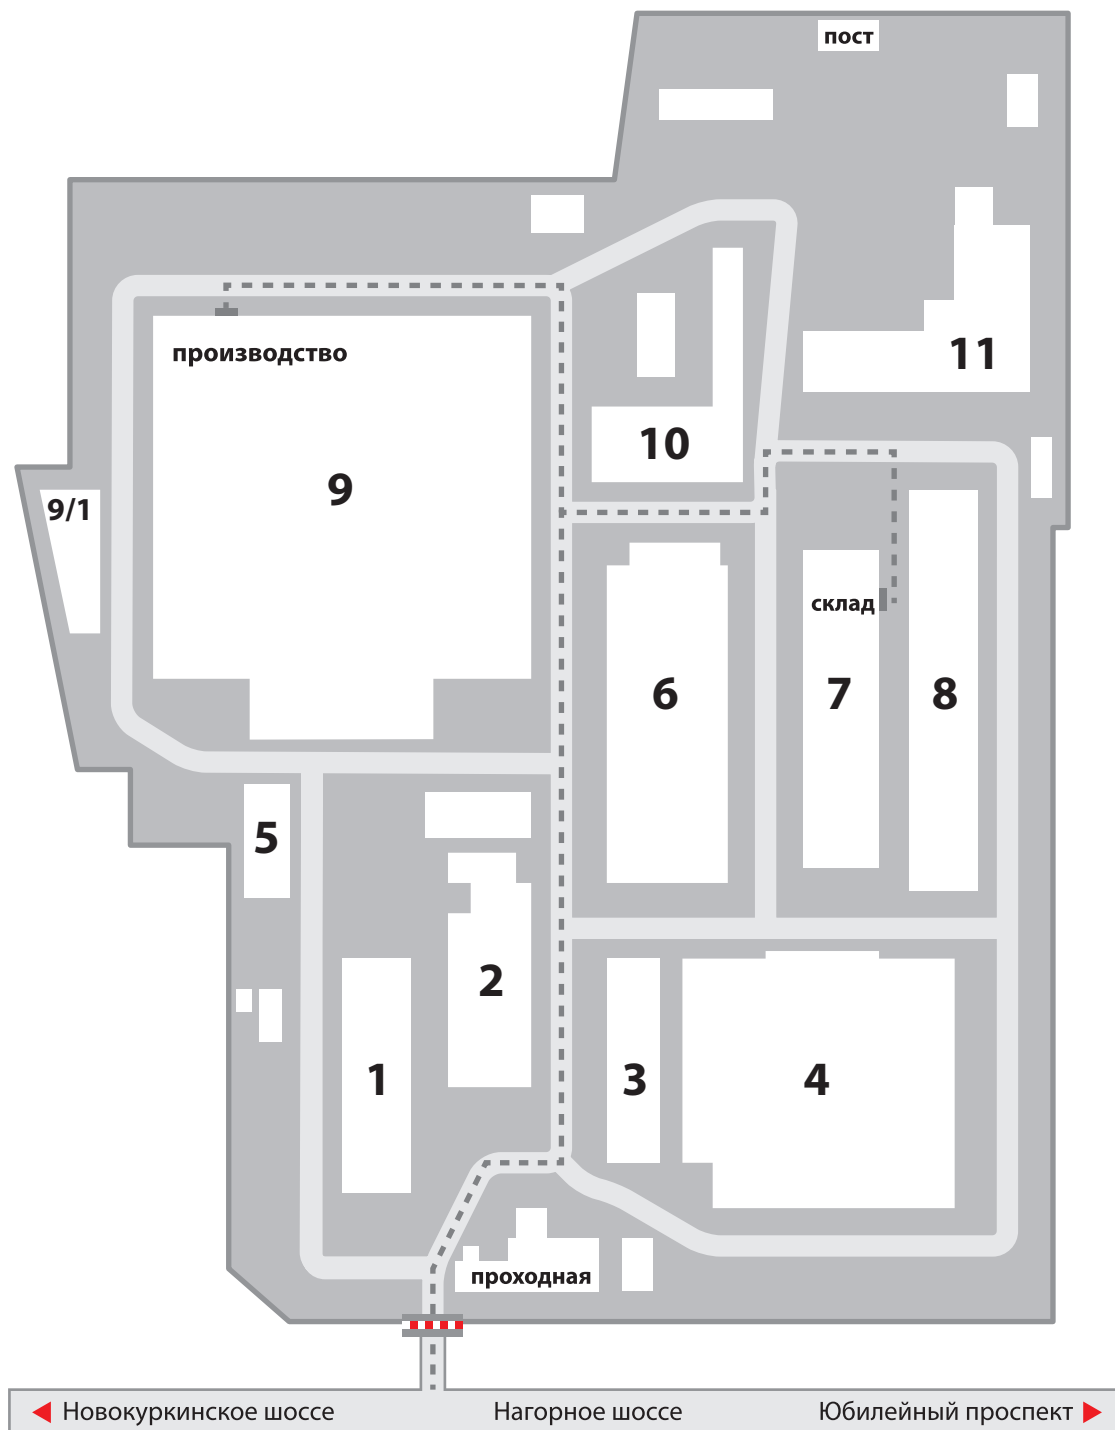 пост
11
производство
10
9
9/1
склад
6
7
8
5
2
1
3
4
проходная
Новокуркинское шоссе
Нагорное шоссе
Юбилейный проспект